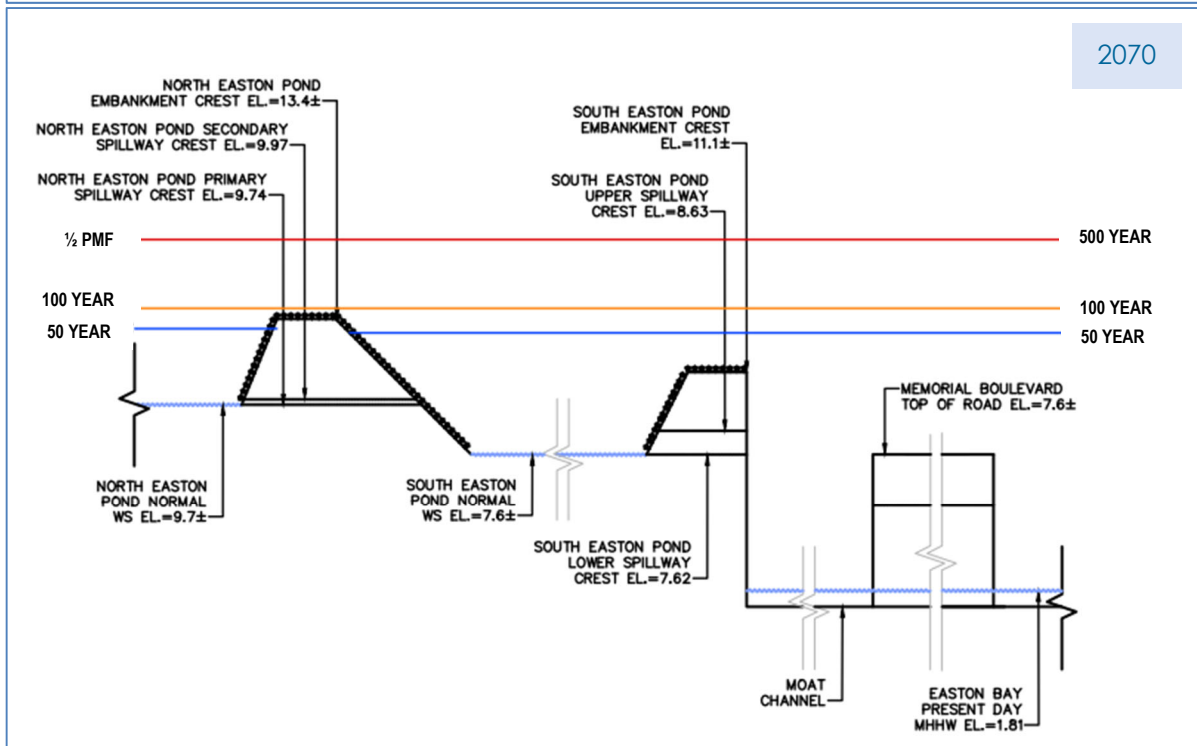 2070
NORTH EASTON POND
EMBANKMENT CREST EL.=13.4±
NORTH EASTON POND SECONDARY
SPILLWAY CREST EL.=9.97
NORTH EASTON POND PRIMARY
SPILLWAY CREST EL.=9.74
SOUTH EASTON POND
EMBANKMENT CREST
EL.=11.1±
SOUTH EASTON POND
UPPER SPILLWAY
CREST EL.=8.63
½ PMF
500 YEAR
100 YEAR
100 YEAR
50 YEAR
50 YEAR
MEMORIAL BOULEVARD
TOP OF ROAD EL.=7.6±
NORTH EASTON
POND NORMAL
WS EL.=9.7±
SOUTH EASTON
POND NORMAL
WS EL.=7.6±
SOUTH EASTON POND
LOWER SPILLWAY
CREST EL.=7.62
MOAT
CHANNEL
EASTON BAY
PRESENT DAY
MHHW EL.=1.81